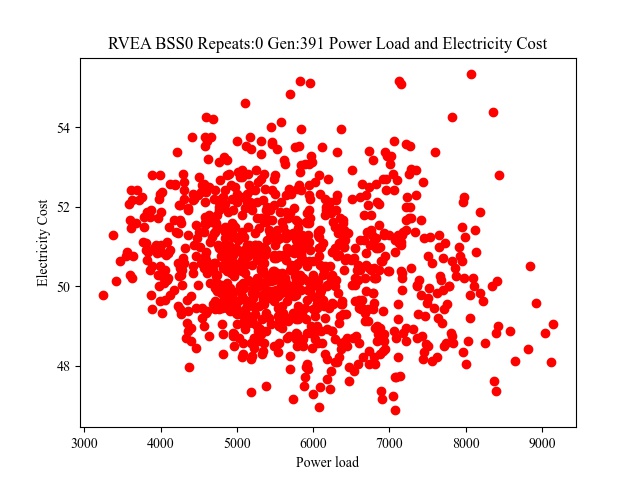 RVEA BSS0 Repeats:0 Gen:391 Power Load and Electricity Cost
54
52
50
48
Electricity Cost
3000 4000 5000 6000 7000 8000 9000
Power load